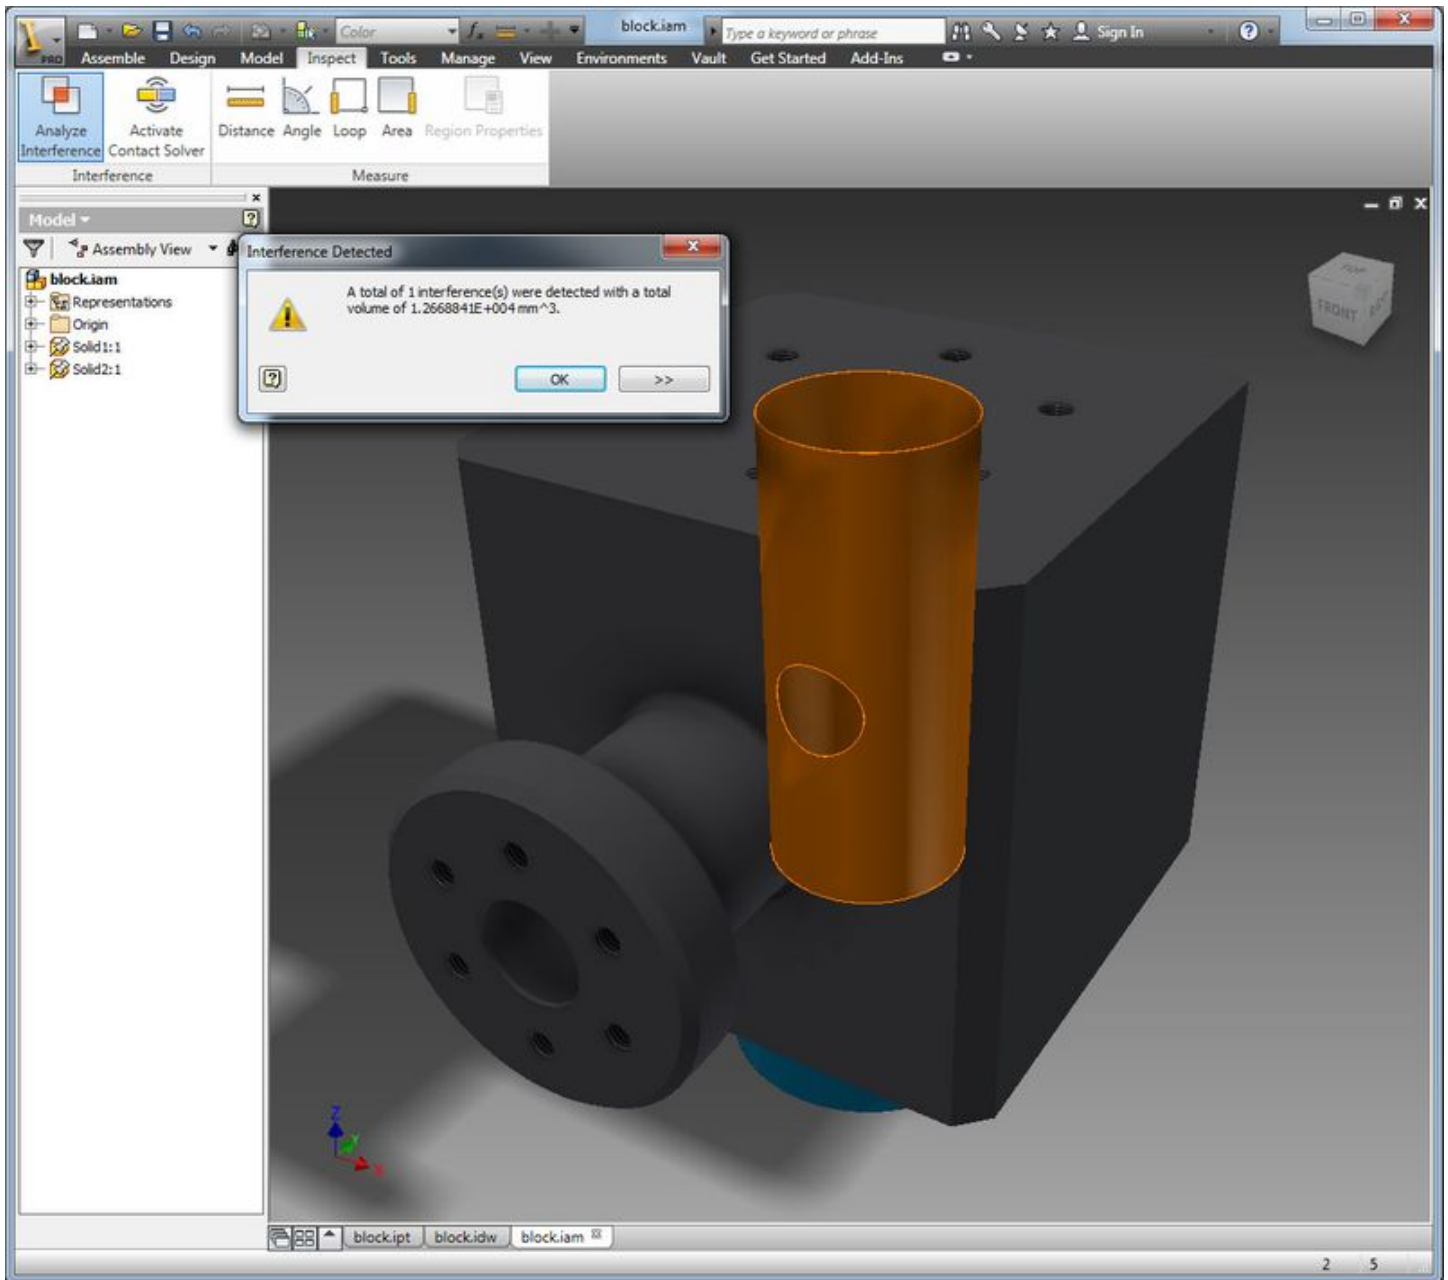 Color
block.iam
Type a keyword or phrase
Sign In
PRO
Assemble Design Model Inspect Tools Manage View Environments Vault Get Started Add-Ins
Analyze Interference
Activate Contact Solver
Distance Angle Loop Area Region Properties
Interference
Measure
Model
Assembly View
block.iam
Representations
Origin
Solid1:1
Solid2:1
Interference Detected
A total of 1 interference(s) were detected with a total
volume of 1.2668841E+004 mm^3.
OK >>
TOP
FRONT
Z
Y
X
block.ipt block.idw block.iam
2 5